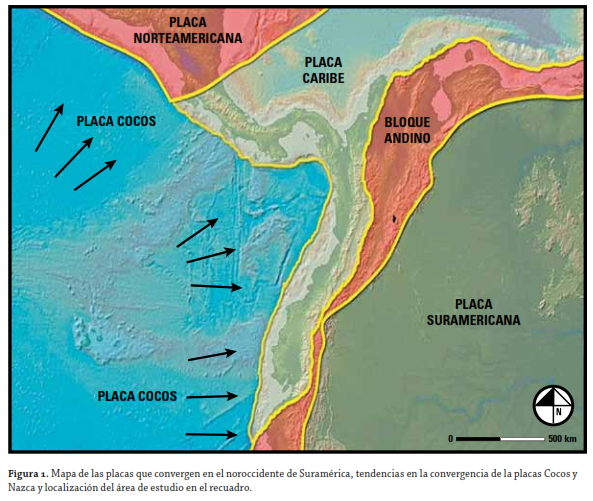 PLACA
NORTEAMERICANA
PLACA
CARIBE
PLACA COCOS
BLOQUE
ANDINO
PLACA
SURAMERICANA
PLACA COCOS
N
0 500 km
Figura 1. Mapa de las placas que convergen en el noroccidente de Suramérica, tendencias en la convergencia de la placas Cocos y
Nazca y localización del área de estudio en el recuadro.